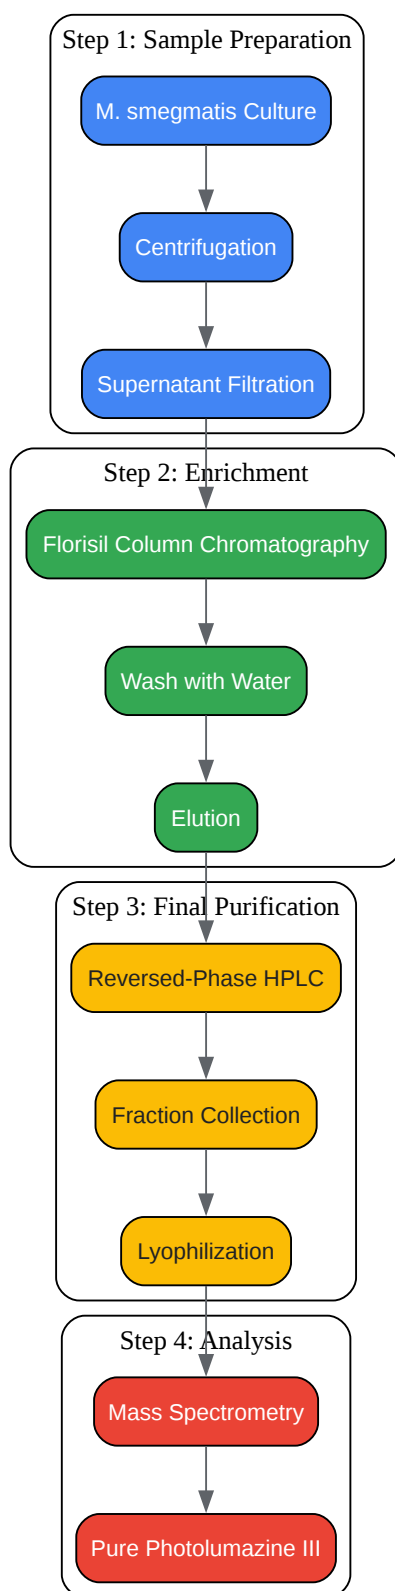 Step 1: Sample Preparation
M. smegmatis Culture
Centrifugation
Supernatant Filtration
Step 2: Enrichment
Florisil Column Chromatography
Wash with Water
Elution
Step 3: Final Purification
Reversed-Phase HPLC
Fraction Collection
Lyophilization
Step 4: Analysis
Mass Spectrometry
Pure Photolumazine III